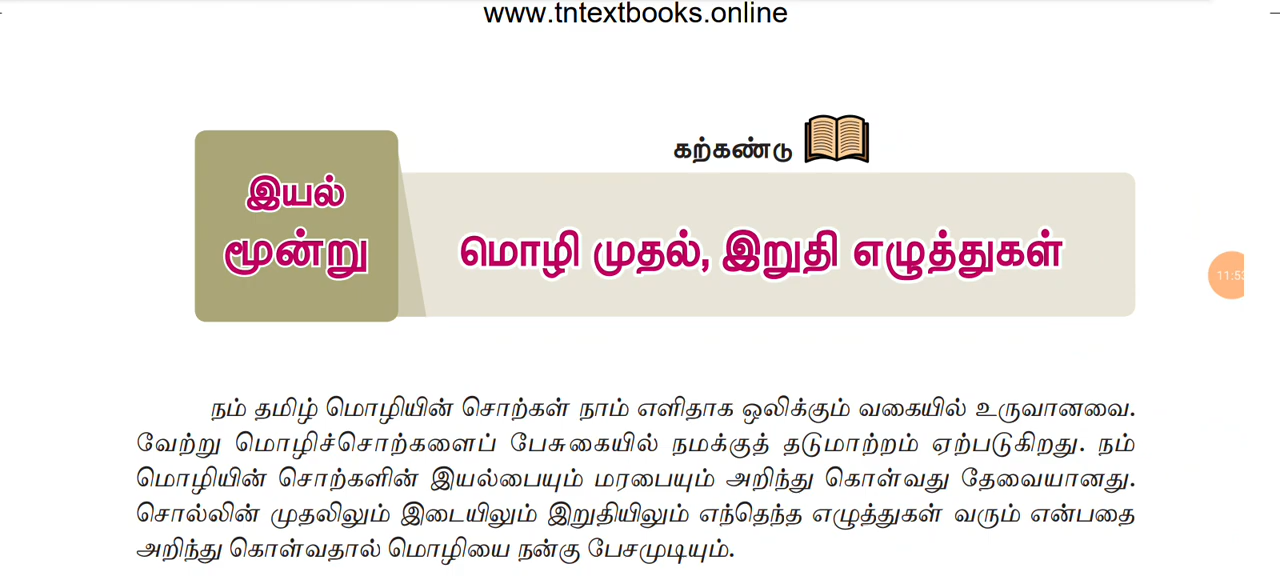 www.tntextbooks.online
கற்கண்டு
இயல்
மூன்று
மொழி முதல், இறுதி எழுத்துகள்
11:53
நம் தமிழ் மொழியின் சொற்கள் நாம் எளிதாக ஒலிக்கும் வகையில் உருவானவை.
வேற்று மொழிச்சொற்களைப் பேசுகையில் நமக்குத் தடுமாற்றம் ஏற்படுகிறது. நம்
மொழியின் சொற்களின் இயல்பையும் மரபையும் அறிந்து கொள்வது தேவையானது.
சொல்லின் முதலிலும் இடையிலும் இறுதியிலும் எந்தெந்த எழுத்துகள் வரும் என்பதை
அறிந்து கொள்வதால் மொழியை நன்கு பேசமுடியும்.